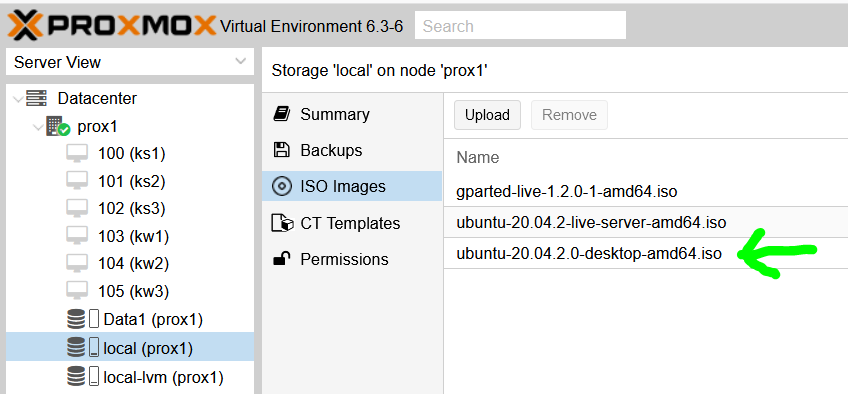 PROXMOX Virtual Environment 6.3-6 Search
Server View
Datacenter
prox1
100 (ks1)
101 (ks2)
102 (ks3)
103 (kw1)
104 (kw2)
105 (kw3)
Data1 (prox1)
local (prox1)
local-lvm (prox1)
Storage 'local' on node 'prox1'
Summary
Backups
ISO Images
CT Templates
Permissions
Upload Remove
Name
gparted-live-1.2.0-1-amd64.iso
ubuntu-20.04.2-live-server-amd64.iso
ubuntu-20.04.2.0-desktop-amd64.iso